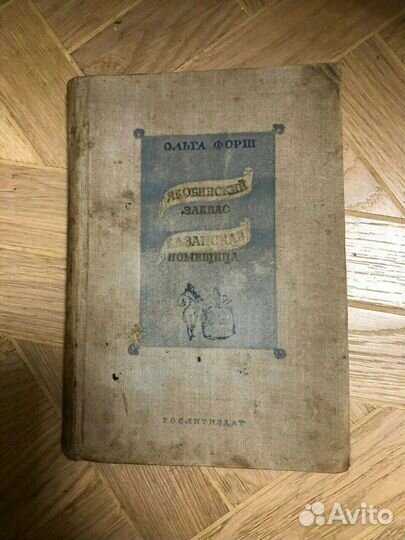 ОЛЬГА ФОРШ
ЯКОБИНСКИЙ
ЗАКВАС
КАЗАНСКАЯ
ПОМЕЩИЦА
ГОСЛИТИЗДАТ
Avito